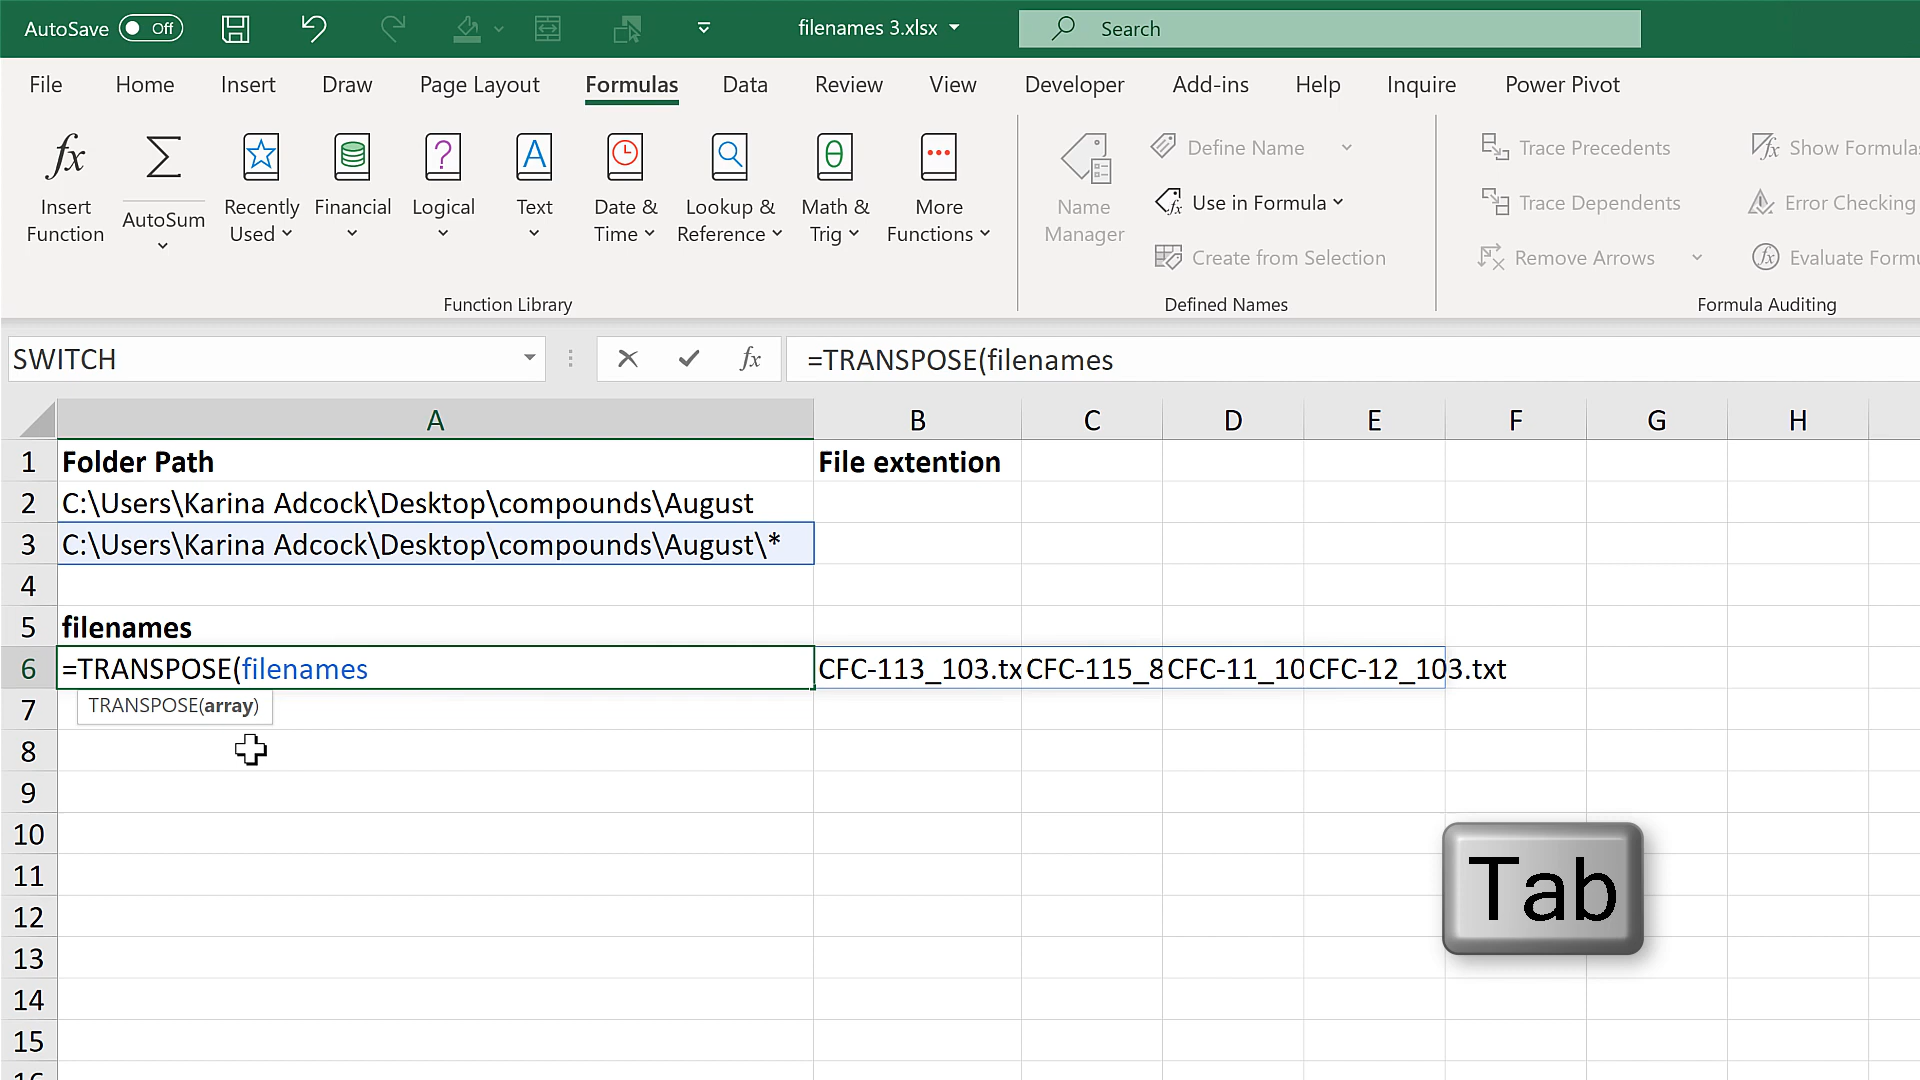 AutoSave Off filenames 3.xlsx Search
File Home Insert Draw Page Layout Formulas Data Review View Developer Add-ins Help Inquire Power Pivot
fx Insert Function
AutoSum
Recently Used
Financial
Logical
Text
Date & Time
Lookup & Reference
Math & Trig
More Functions
Function Library
Name Manager
Define Name
Use in Formula
Create from Selection
Defined Names
Trace Precedents
Trace Dependents
Remove Arrows
Show Formulas
Error Checking
Evaluate Formu
Formula Auditing
SWITCH fx =TRANSPOSE(filenames
A B C D E F G H
1 Folder Path File extention
2 C:\Users\Karina Adcock\Desktop\compounds\August
3 C:\Users\Karina Adcock\Desktop\compounds\August\*
4
5 filenames
6 =TRANSPOSE(filenames CFC-113_103.tx CFC-115_8 CFC-11_10 CFC-12_103.txt
7 TRANSPOSE(array)
8
9
10
11
12
13
14
15
Tab